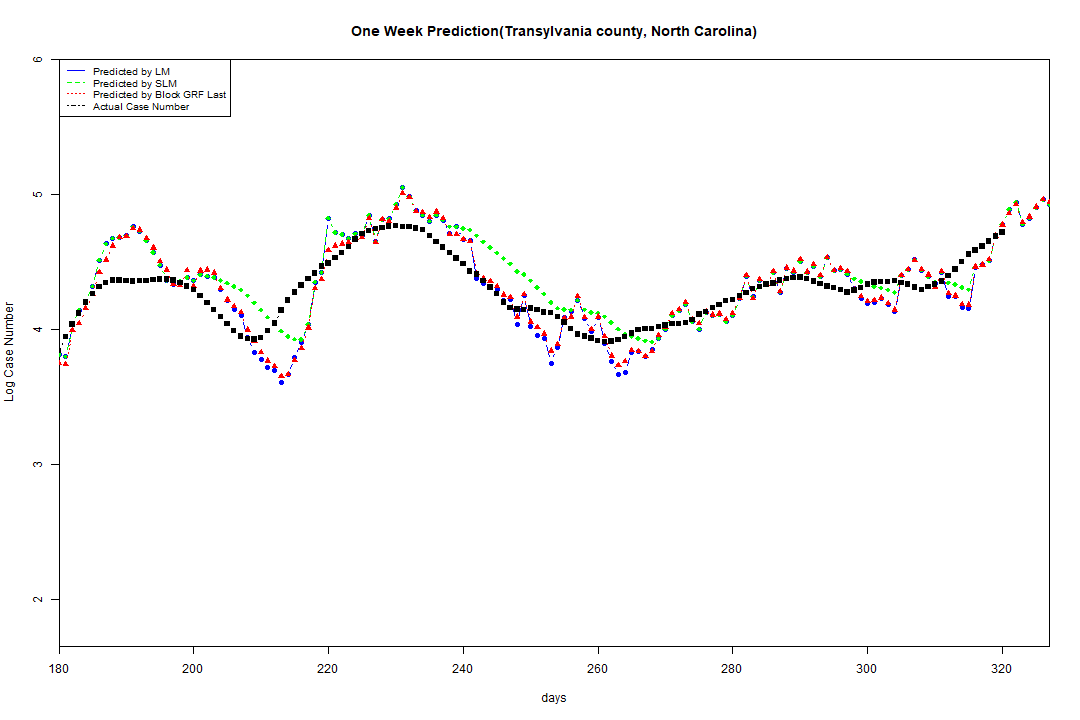 One Week Prediction(Transylvania county, North Carolina)
Predicted by LM
Predicted by SLM
Predicted by Block GRF Last
Actual Case Number
6
5
4
3
2
Log Case Number
180 200 220 240 260 280 300 320
days